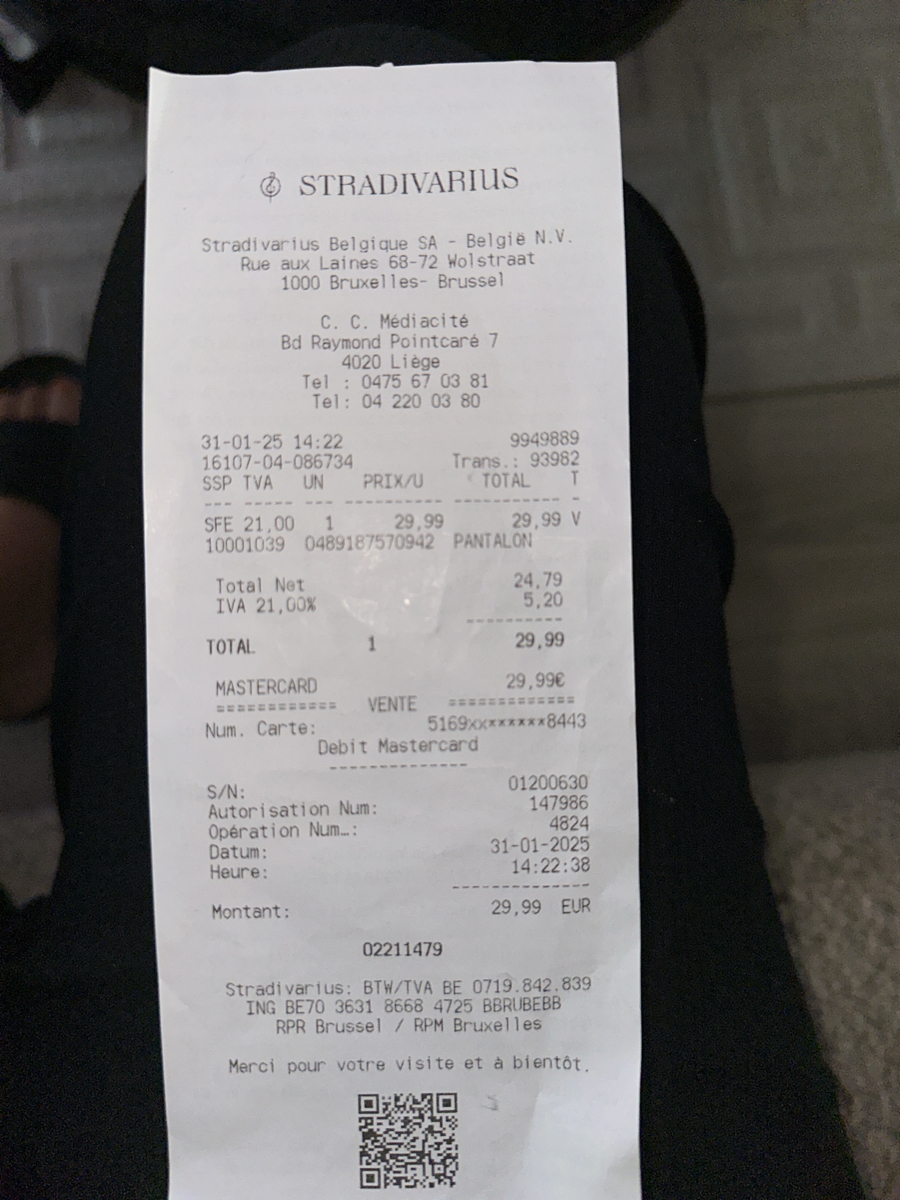 STRADIVARIUS
Stradivarius Belgique SA - België N.V.
Rue aux Laines 68-72 Wolstraat
1000 Bruxelles- Brussel
C. C. Médiacité
Bd Raymond Pointcaré 7
4020 Liège
Tel : 0475 67 03 81
Tel: 04 220 03 80
31-01-25 14:22 9949889
16107-04-086734 Trans.: 93982
SSP TVA UN PRIX/U TOTAL T
--- ----- --- ---------- ----------- -
SFE 21,00 1 29,99 29,99 V
10001039 0489187570942 PANTALON
Total Net 24,79
IVA 21,00% 5,20
----------
TOTAL 1 29,99
MASTERCARD 29,99€
============ VENTE =============
Num. Carte: 5169xx******8443
Debit Mastercard
--------------
S/N: 01200630
Autorisation Num: 147986
Opération Num…: 4824
Datum: 31-01-2025
Heure: 14:22:38
--------------
Montant: 29,99 EUR
02211479
Stradivarius: BTW/TVA BE 0719.842.839
ING BE70 3631 8668 4725 BBRUBEBB
RPR Brussel / RPM Bruxelles
Merci pour votre visite et à bientôt.